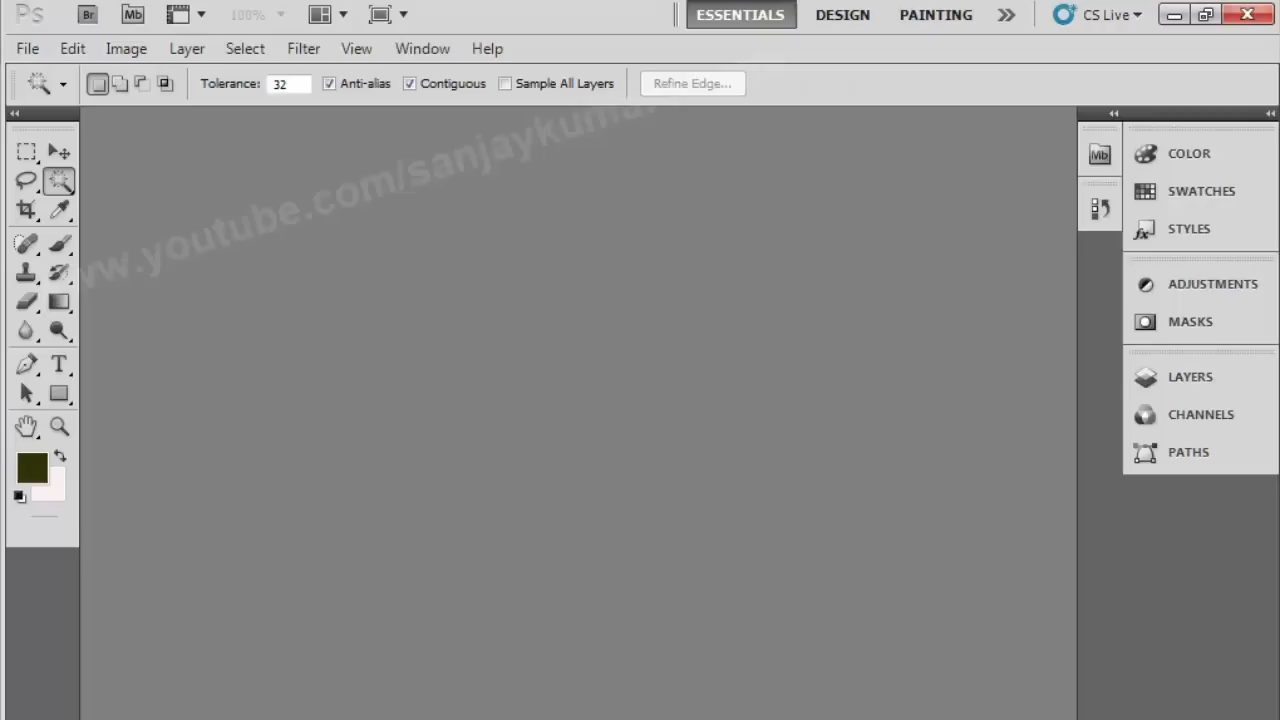 Ps Br Mb 100% ESSENTIALS DESIGN PAINTING CS Live
File Edit Image Layer Select Filter View Window Help
Tolerance: 32 Anti-alias Contiguous Sample All Layers Refine Edge...
Mb COLOR
SWATCHES
STYLES
fx
ADJUSTMENTS
MASKS
LAYERS
CHANNELS
PATHS
T
www.youtube.com/sanjaykumar